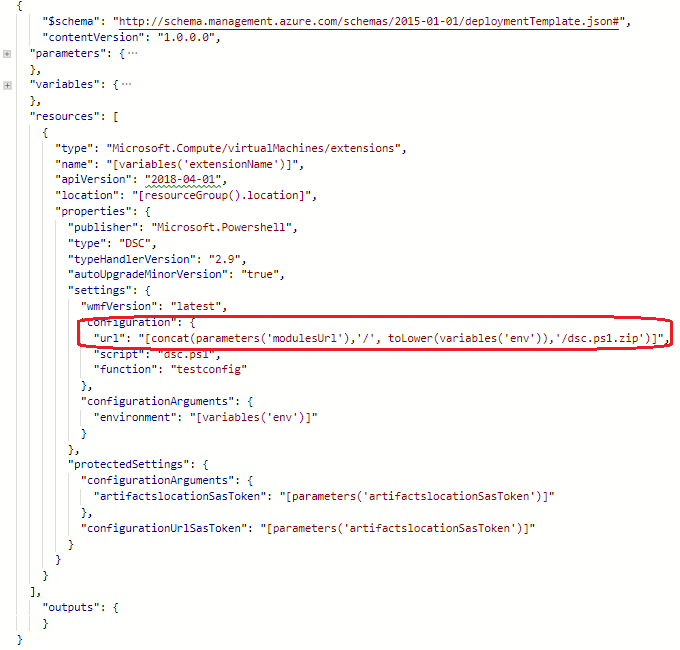 {
"$schema": "http://schema.management.azure.com/schemas/2015-01-01/deploymentTemplate.json#",
"contentVersion": "1.0.0.0",
"parameters": {···
},
"variables": {···
},
"resources": [
{
"type": "Microsoft.Compute/virtualMachines/extensions",
"name": "[variables('extensionName')]",
"apiVersion": "2018-04-01",
"location": "[resourceGroup().location]",
"properties": {
"publisher": "Microsoft.Powershell",
"type": "DSC",
"typeHandlerVersion": "2.9",
"autoUpgradeMinorVersion": "true",
"settings": {
"wmfVersion": "latest",
"configuration": {
"url": "[concat(parameters('modulesUrl'),'/', toLower(variables('env')),'/dsc.ps1.zip')]",
"script": "dsc.ps1",
"function": "testconfig"
},
"configurationArguments": {
"environment": "[variables('env')]"
}
},
"protectedSettings": {
"configurationArguments": {
"artifactslocationSasToken": "[parameters('artifactslocationSasToken')]"
},
"configurationUrlSasToken": "[parameters('artifactslocationSasToken')]"
}
}
}
],
"outputs": {
}
}